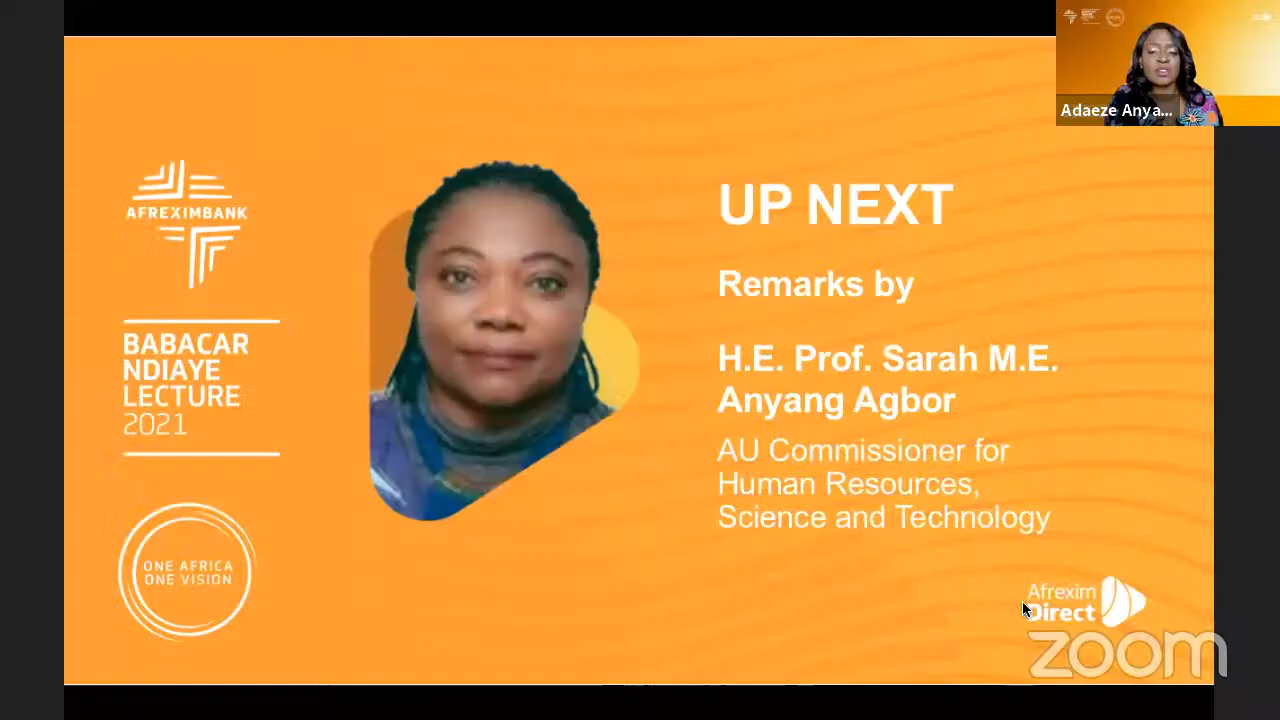 Adaeze Anya...
AFREXIMBANK
BABACAR
NDIAYE
LECTURE
2021
ONE AFRICA
ONE VISION
UP NEXT
Remarks by
H.E. Prof. Sarah M.E.
Anyang Agbor
AU Commissioner for
Human Resources,
Science and Technology
Afrexim
Direct
zoom